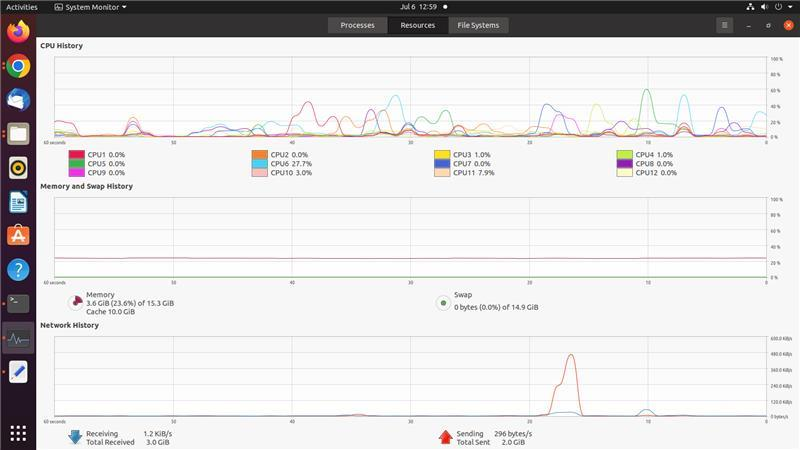 Activities System Monitor Jul 6 12:59
Processes Resources File Systems
CPU History
100 %
80 %
60 %
40 %
20 %
0 %
60 seconds 50 40 30 20 10 0
CPU1 0.0% CPU2 0.0% CPU3 1.0% CPU4 1.0%
CPU5 0.0% CPU6 27.7% CPU7 0.0% CPU8 0.0%
CPU9 0.0% CPU10 3.0% CPU11 7.9% CPU12 0.0%
Memory and Swap History
100 %
80 %
60 %
40 %
20 %
0 %
60 seconds 50 40 30 20 10 0
Memory Swap
3.6 GiB (23.6%) of 15.3 GiB 0 bytes (0.0%) of 14.9 GiB
Cache 10.0 GiB
Network History
600.0 KiB/s
480.0 KiB/s
360.0 KiB/s
240.0 KiB/s
120.0 KiB/s
0 bytes/s
60 seconds 50 40 30 20 10 0
Receiving 1.2 KiB/s Sending 296 bytes/s
Total Received 3.0 GiB Total Sent 2.0 GiB